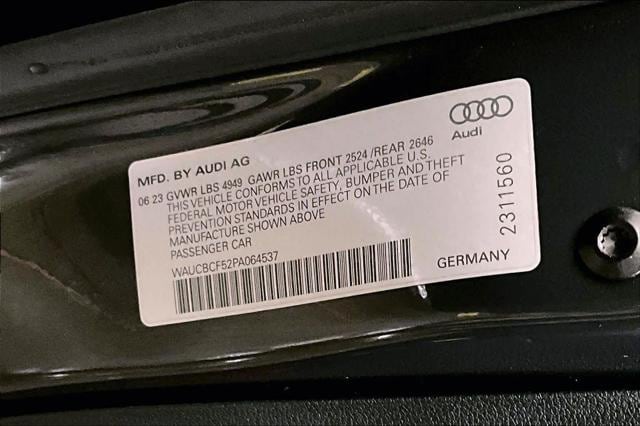 Audi
MFD. BY AUDI AG
06 23 GVWR LBS 4949 GAWR LBS FRONT 2524 /REAR 2646
THIS VEHICLE CONFORMS TO ALL APPLICABLE U.S.
FEDERAL MOTOR VEHICLE SAFETY, BUMPER AND THEFT
PREVENTION STANDARDS IN EFFECT ON THE DATE OF
MANUFACTURE SHOWN ABOVE
PASSENGER CAR
WAUCBCF52PA064537
GERMANY
2311560